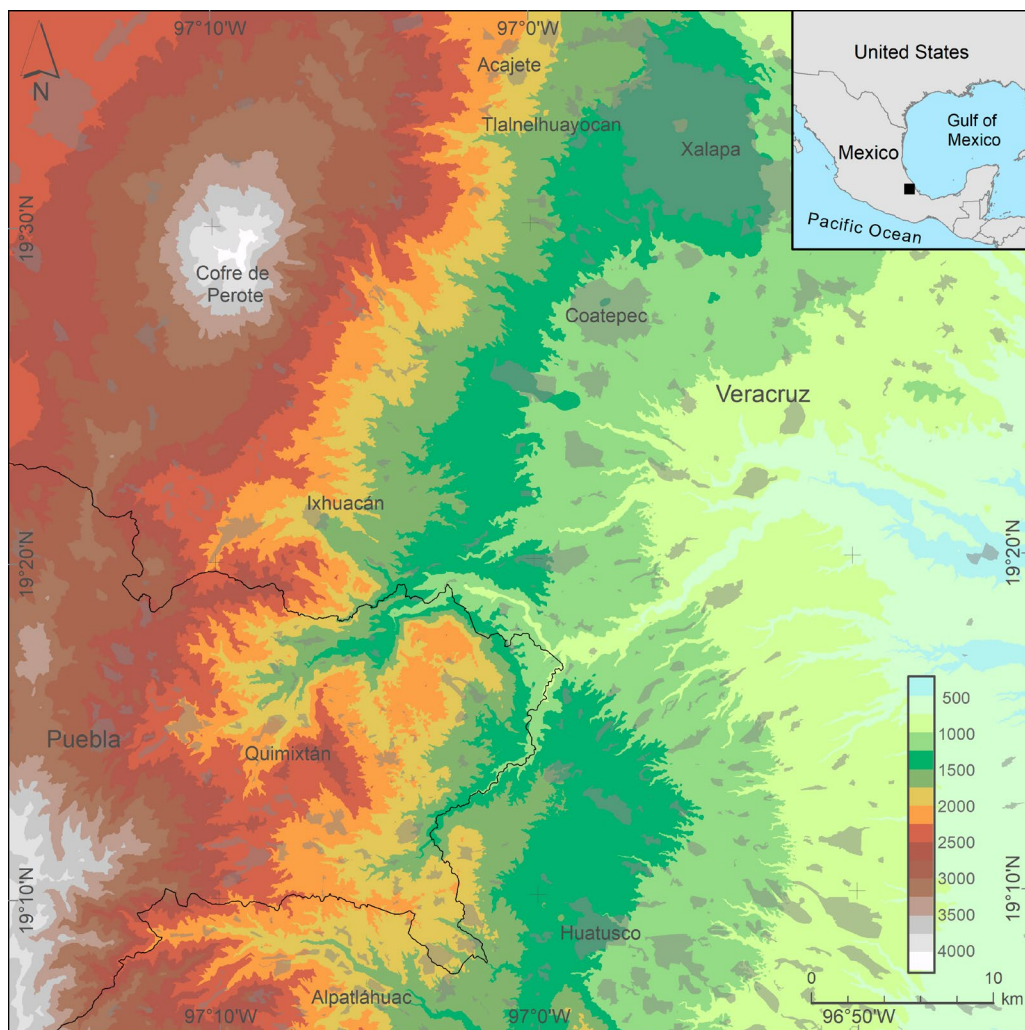 97°10'W
97°0'W
N
Acajete
Tlalnelhuayocan
Xalapa
United States
Gulf of
Mexico
Mexico
Pacific Ocean
19°30'N
Cofre de
Perote
Coatepec
Veracruz
Ixhuacán
19°20'N
19°20'N
Puebla
Quimixtán
500
1000
1500
2000
2500
3000
3500
4000
19°10'N
19°10'N
Huatusco
Alpatláhuac
0
10
km
97°10'W
97°0'W
96°50'W